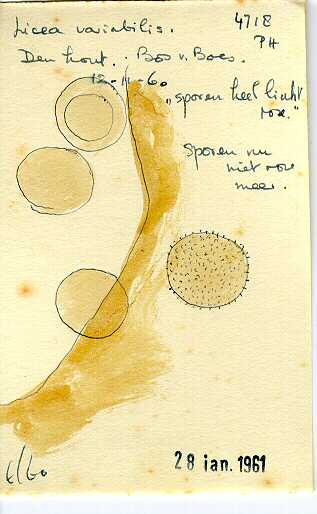 Licea variabilis.
4718
PH
Den Hout. Bos v. Boes.
12-11-60
„sporen heel licht
rose."
Sporen nu
niet rose
meer.
6/60
28 jan. 1961